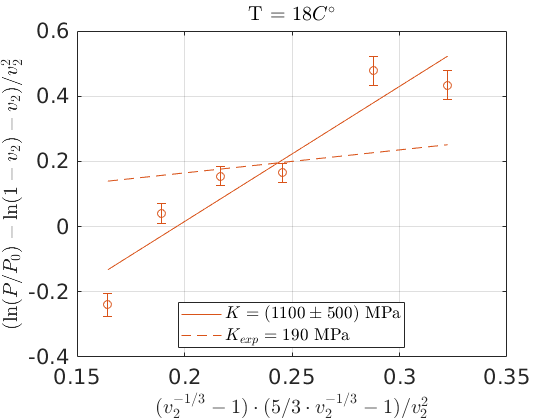 T = 18C°
(ln(P/P₀) − ln(1 − v₂) − v₂)/v₂²
0.6
0.4
0.2
0
-0.2
-0.4
K = (1100 ± 500) MPa
K_exp = 190 MPa
0.15
0.2
0.25
0.3
0.35
(v₂^{-1/3} − 1) · (5/3 · v₂^{-1/3} − 1)/v₂²